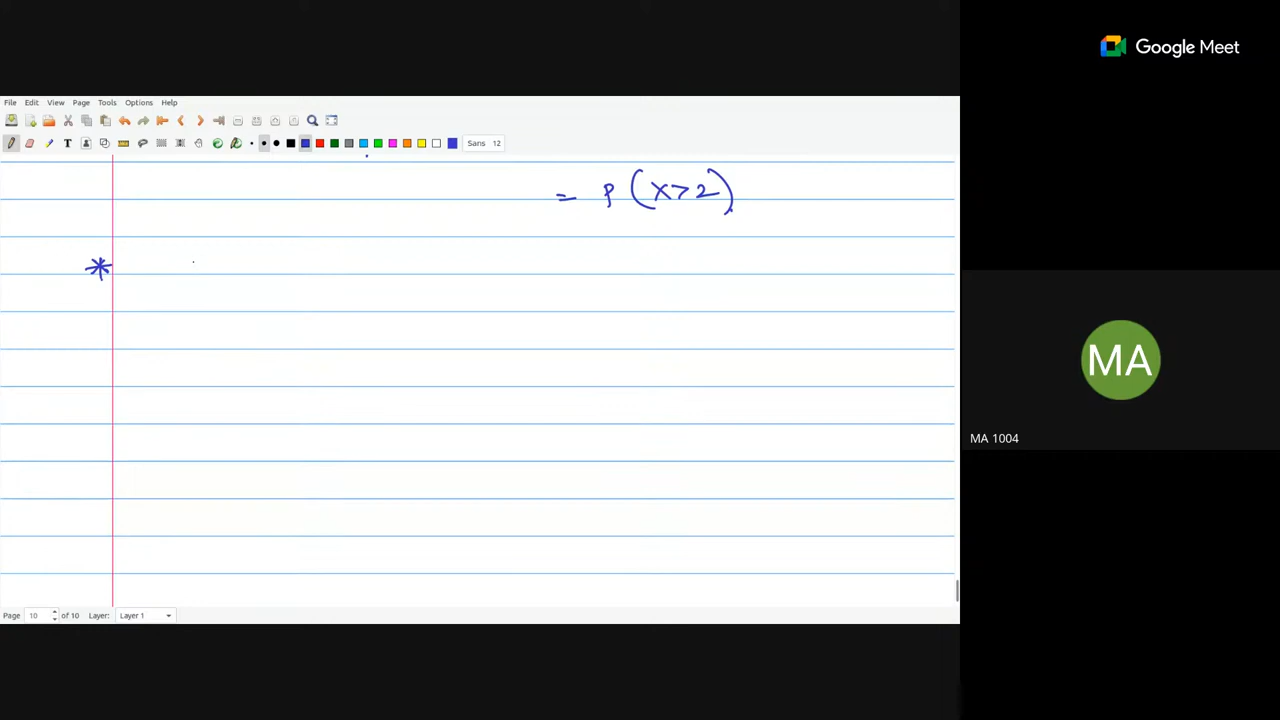 Google Meet
File Edit View Page Tools Options Help
T Sans 12
= P (X>2)
*
MA
MA 1004
Page 10 of 10 Layer: Layer 1